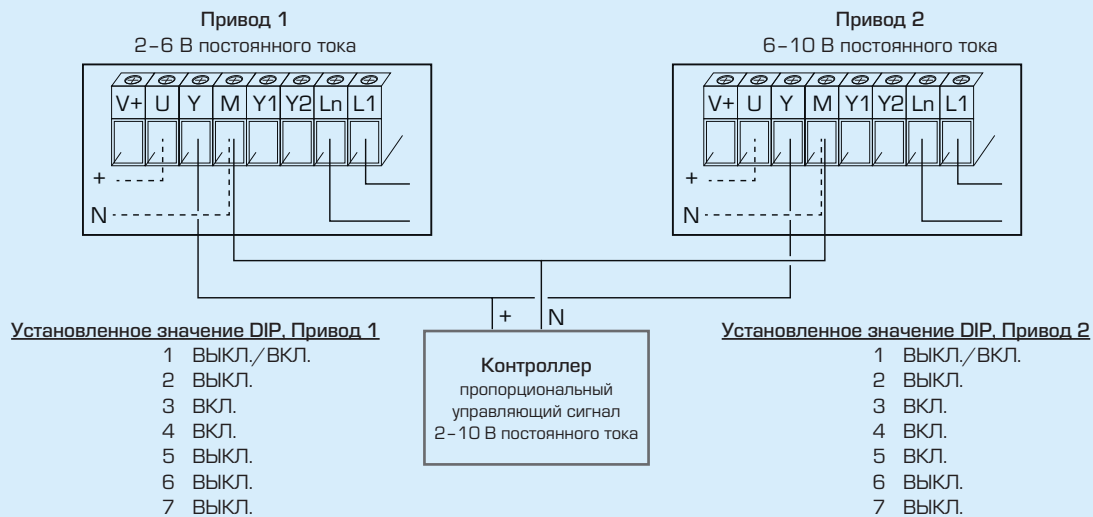 Привод 1
2–6 В постоянного тока
V+ U Y M Y1 Y2 Ln L1
+
N
Привод 2
6–10 В постоянного тока
V+ U Y M Y1 Y2 Ln L1
+
N
+ N
Контроллер
пропорциональный
управляющий сигнал
2–10 В постоянного тока
Установленное значение DIP, Привод 1
1 ВЫКЛ./ВКЛ.
2 ВЫКЛ.
3 ВКЛ.
4 ВКЛ.
5 ВЫКЛ.
6 ВЫКЛ.
7 ВЫКЛ.
Установленное значение DIP, Привод 2
1 ВЫКЛ./ВКЛ.
2 ВЫКЛ.
3 ВКЛ.
4 ВКЛ.
5 ВКЛ.
6 ВЫКЛ.
7 ВЫКЛ.